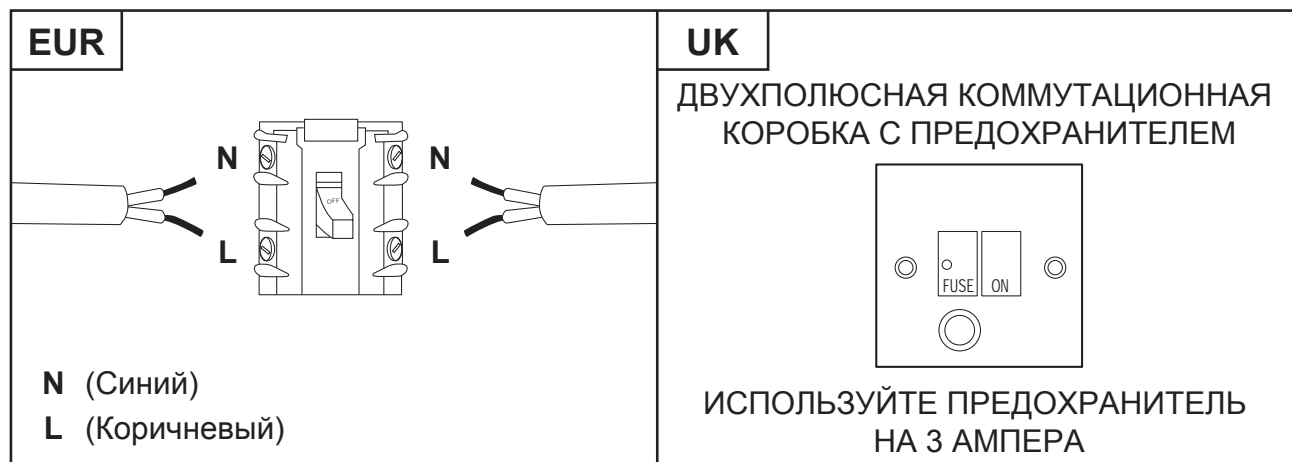 EUR
N N
OFF
L L
N (Синий)
L (Коричневый)
UK
ДВУХПОЛЮСНАЯ КОММУТАЦИОННАЯ
КОРОБКА С ПРЕДОХРАНИТЕЛЕМ
FUSE ON
ИСПОЛЬЗУЙТЕ ПРЕДОХРАНИТЕЛЬ
НА 3 АМПЕРА